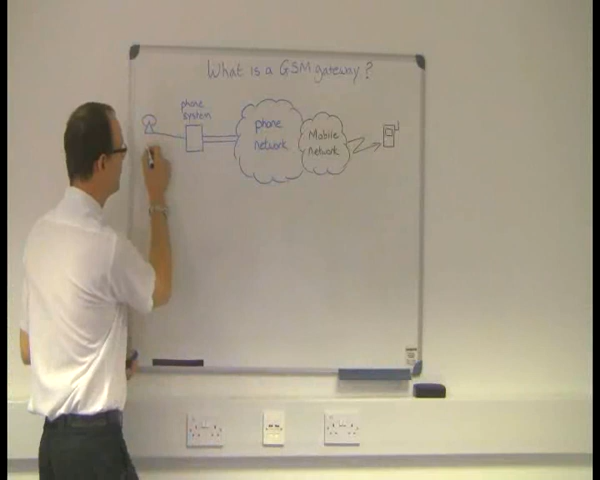 What is a GSM gateway?
phone
system
phone
network
Mobile
Network